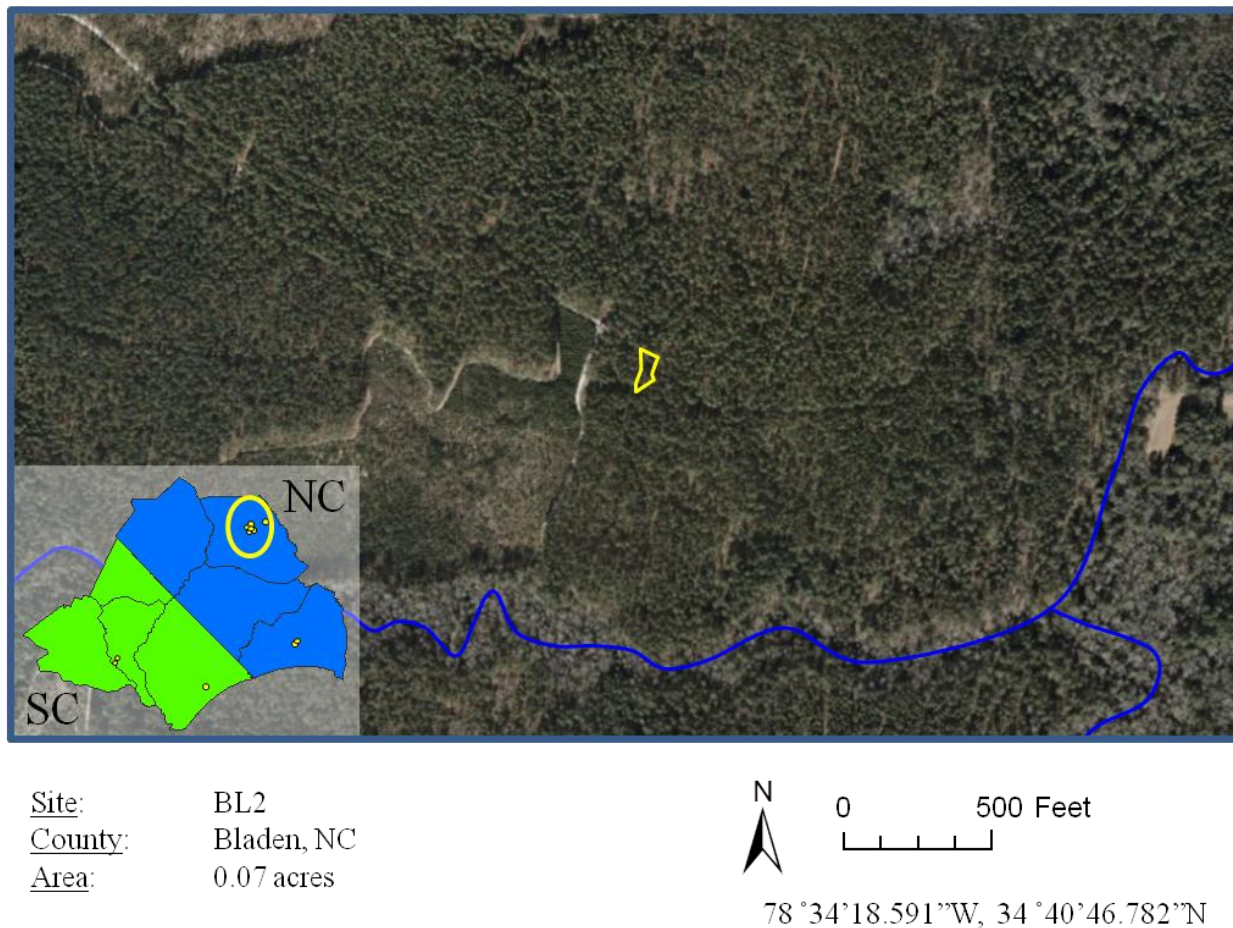 NC
SC
Site: BL2
County: Bladen, NC
Area: 0.07 acres
N
0 500 Feet
78 ˚34’18.591”W, 34 ˚40’46.782”N